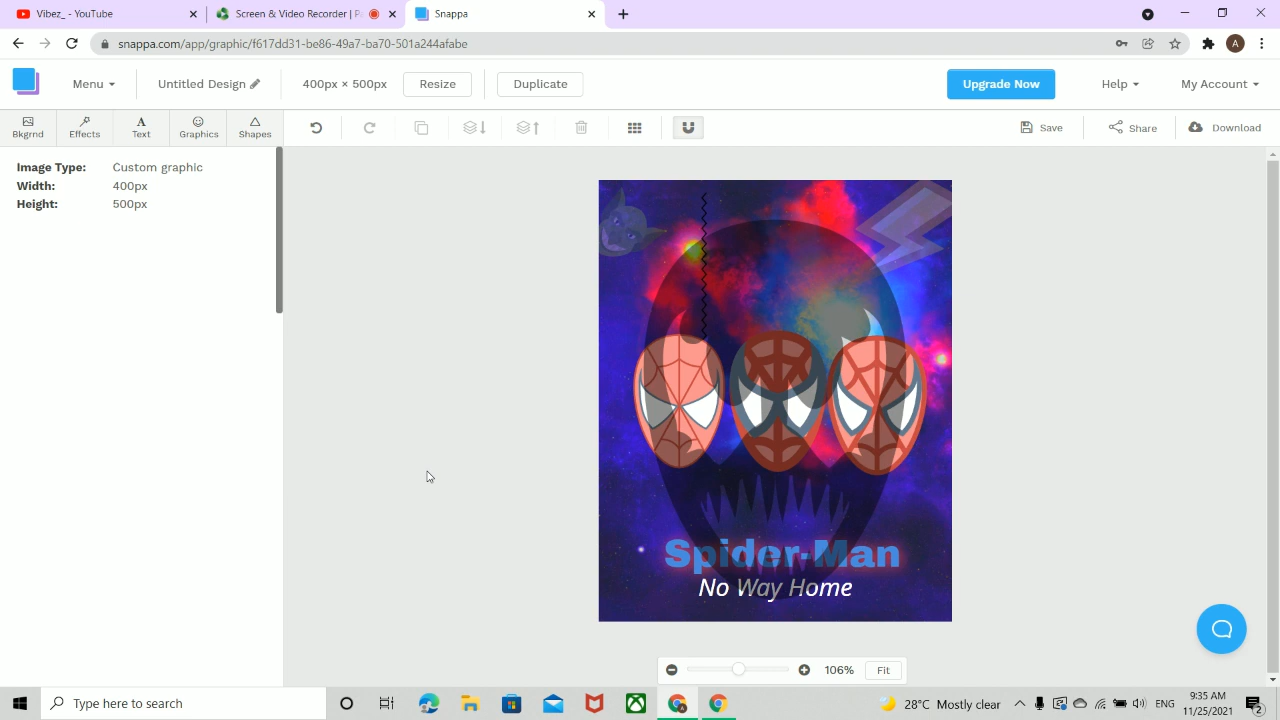 Vibez_ - YouTube
Screen & Video Recorder | P
Snappa
snappa.com/app/graphic/f617dd31-be86-49a7-ba70-501a244afabe
A
Menu
Untitled Design
400px × 500px
Resize
Duplicate
Upgrade Now
Help
My Account
Bkgrnd
Effects
Text
Graphics
Shapes
Save
Share
Download
Image Type: Custom graphic
Width: 400px
Height: 500px
Spider-Man
No Way Home
106%
Fit
Type here to search
28°C Mostly clear
ENG
9:35 AM
11/25/2021
2